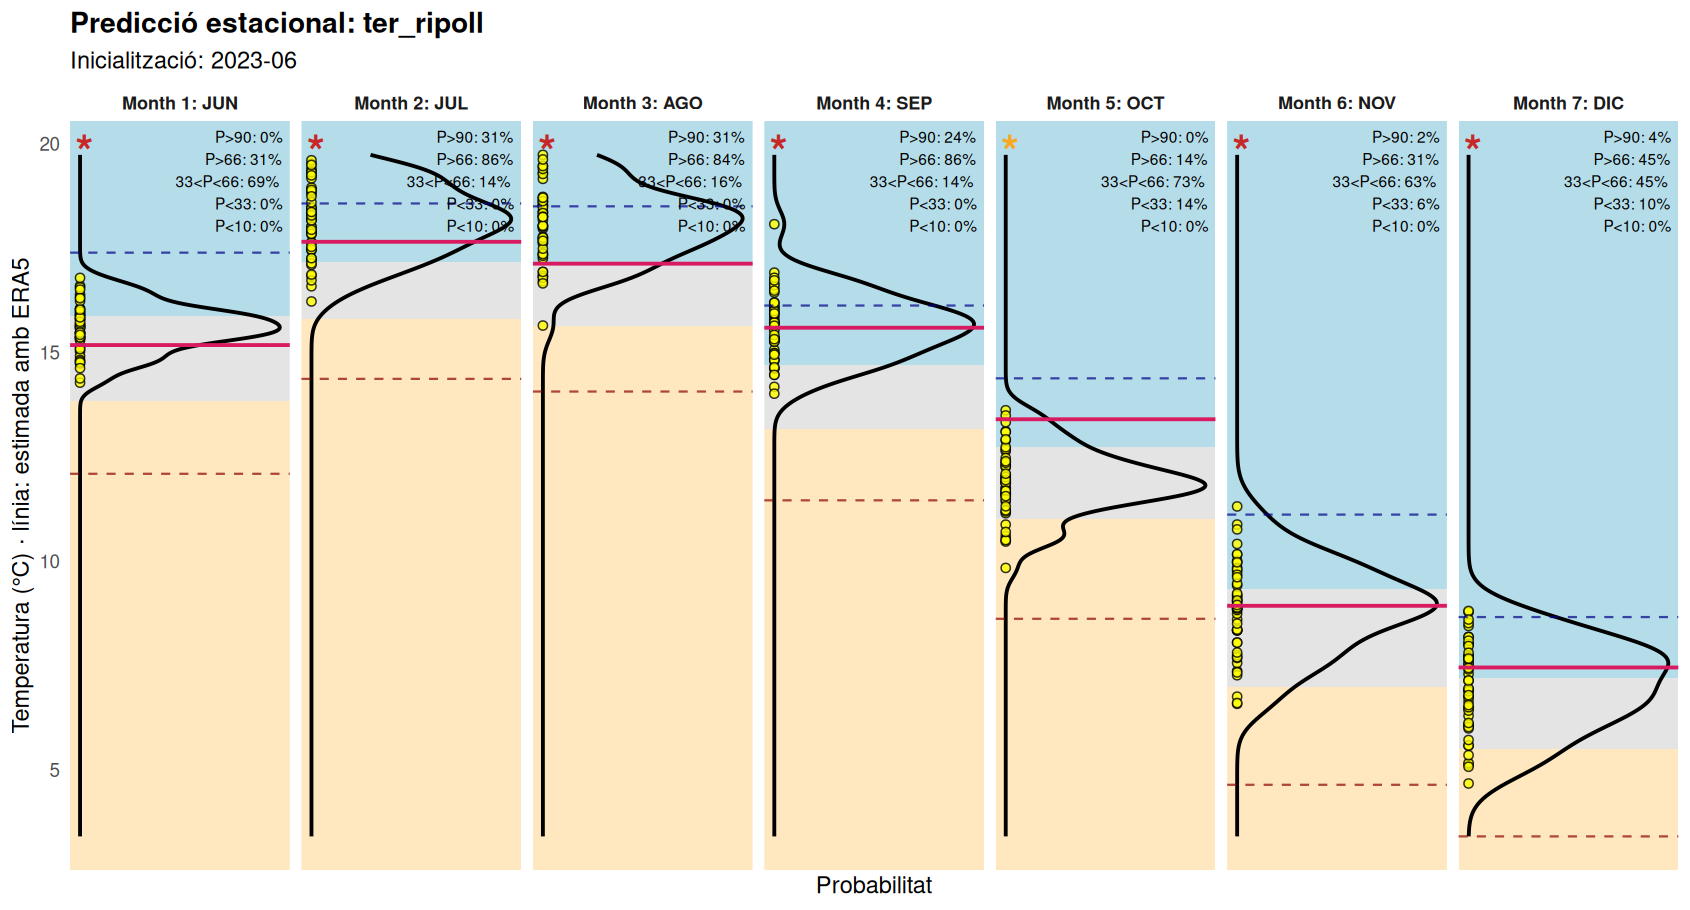 Predicció estacional: ter_ripoll
Inicialització: 2023-06
Month 1: JUN
Month 2: JUL
Month 3: AGO
Month 4: SEP
Month 5: OCT
Month 6: NOV
Month 7: DIC
P>90: 0%
P>66: 31%
33<P<66: 69%
P<33: 0%
P<10: 0%
P>90: 31%
P>66: 86%
33<P<66: 14%
P<33: 0%
P<10: 0%
P>90: 31%
P>66: 84%
33<P<66: 16%
P<33: 0%
P<10: 0%
P>90: 24%
P>66: 86%
33<P<66: 14%
P<33: 0%
P<10: 0%
P>90: 0%
P>66: 14%
33<P<66: 73%
P<33: 14%
P<10: 0%
P>90: 2%
P>66: 31%
33<P<66: 63%
P<33: 6%
P<10: 0%
P>90: 4%
P>66: 45%
33<P<66: 45%
P<33: 10%
P<10: 0%
20
15
10
5
Temperatura (°C) · línia: estimada amb ERA5
Probabilitat